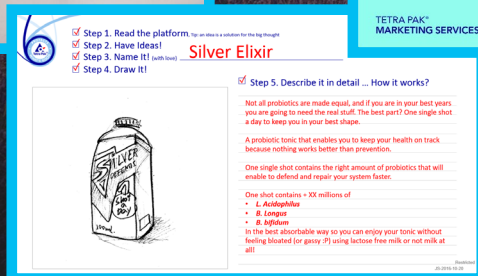 TETRA PAK™
MARKETING SERVICES
6
Step 1. Read the platform. Tip: an idea is a solution for the big thought
Step 2. Have Ideas!
Step 3. Name It! (with love) Silver Elixir
Step 4. Draw It!
SILVER
DEFENSE
1
Shot
a
Day
Step 5. Describe it in detail ... How it works?
Not all probiotics are made equal, and if you are in your best years
you are going to need the real stuff. The best part? One single shot
a day to keep you in your best shape.
A probiotic tonic that enables you to keep your health on track
because nothing works better than prevention.
One single shot contains the right amount of probiotics that will
enable to defend and repair your system faster.
One shot contains + XX millions of
• L. Acidophilus
• B. Longus
• B. bifidum
In the best absorbable way so you can enjoy your tonic without
feeling bloated (or gassy :P) using lactose free milk or not milk at
all!
Restricted